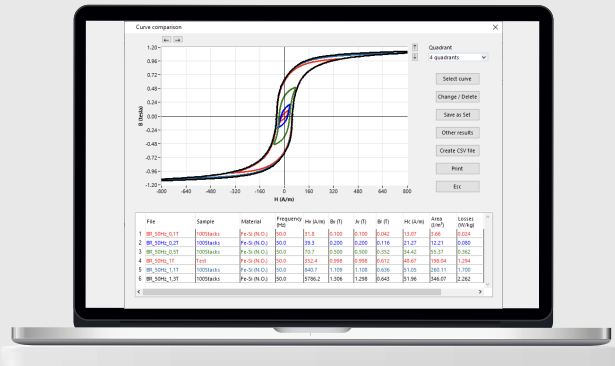 Curve comparison
Quadrant
4 quadrants
1.20
0.96
0.72
0.48
0.24
0.00
-0.24
-0.48
-0.72
-0.96
-1.20
B (tesla)
-800 -640 -480 -320 -160 0 160 320 480 640 800
H (A/m)
Select curve
Change / Delete
Save as Set
Other results
Create CSV file
Print
Esc
File Sample Material Frequency (Hz) Hx (A/m) Bx (T) Jx (T) Br (T) Hc (A/m) Area (J/m³) Losses (W/kg)
1 BR_50Hz_0,1T 100Stacks Fe-Si (N.O.) 50.0 31.8 0.100 0.100 0.042 13.07 3.66 0.024
2 BR_50Hz_0,2T 100Stacks Fe-Si (N.O.) 50.0 39.3 0.200 0.200 0.116 21.27 12.21 0.080
3 BR_50Hz_0,5T 100Stacks Fe-Si (N.O.) 50.0 70.7 0.500 0.500 0.352 34.42 55.37 0.362
4 BR_50Hz_1T Test Fe-Si (N.O.) 50.0 352.4 0.998 0.998 0.612 48.67 198.04 1.294
5 BR_50Hz_1,1T 100Stacks Fe-Si (N.O.) 50.0 840.7 1.109 1.108 0.636 51.05 260.11 1.700
6 BR_50Hz_1,3T 100Stacks Fe-Si (N.O.) 50.0 5786.2 1.306 1.298 0.643 51.96 346.07 2.262